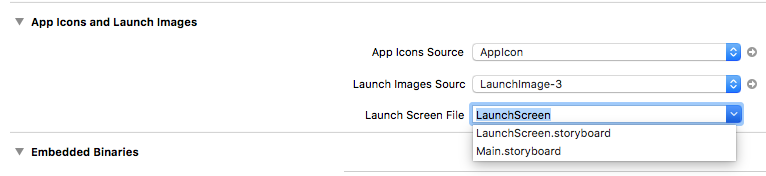 App Icons and Launch Images
App Icons Source AppIcon
Launch Images Sourc LaunchImage-3
Launch Screen File LaunchScreen
LaunchScreen.storyboard
Main.storyboard
Embedded Binaries